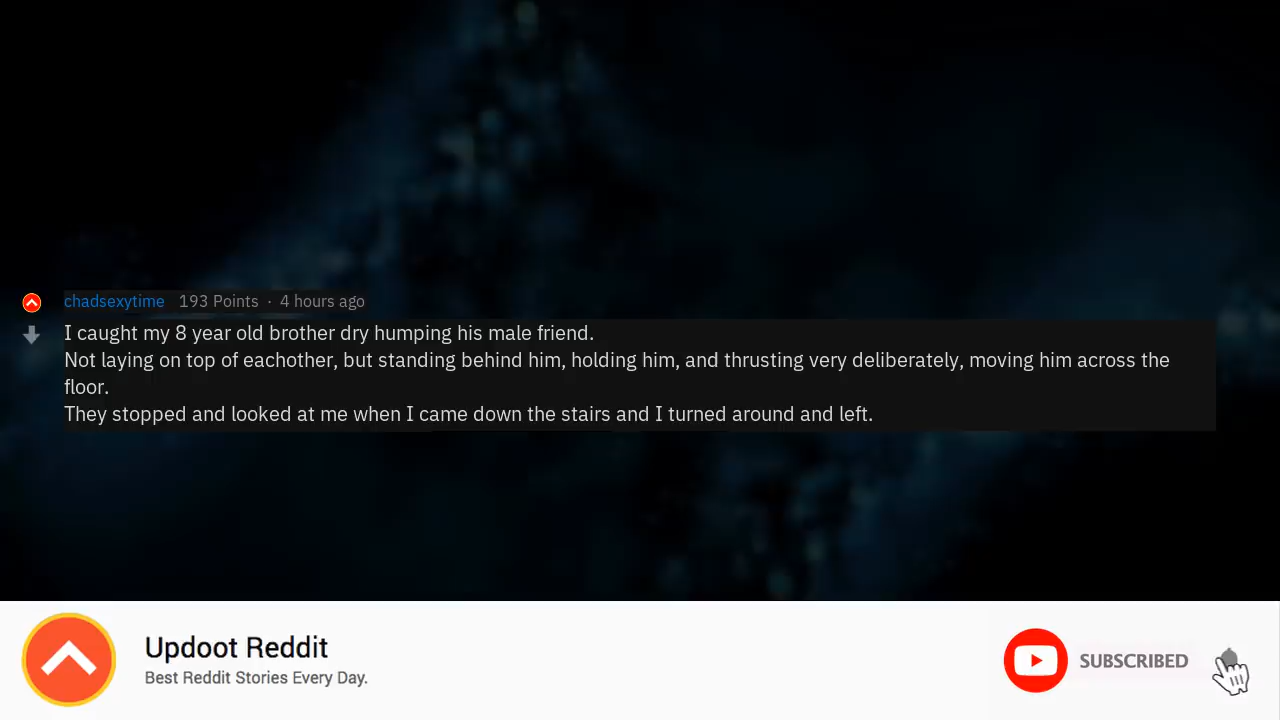 chadsexytime 193 Points · 4 hours ago
I caught my 8 year old brother dry humping his male friend.
Not laying on top of eachother, but standing behind him, holding him, and thrusting very deliberately, moving him across the
floor.
They stopped and looked at me when I came down the stairs and I turned around and left.
Updoot Reddit
Best Reddit Stories Every Day.
SUBSCRIBED